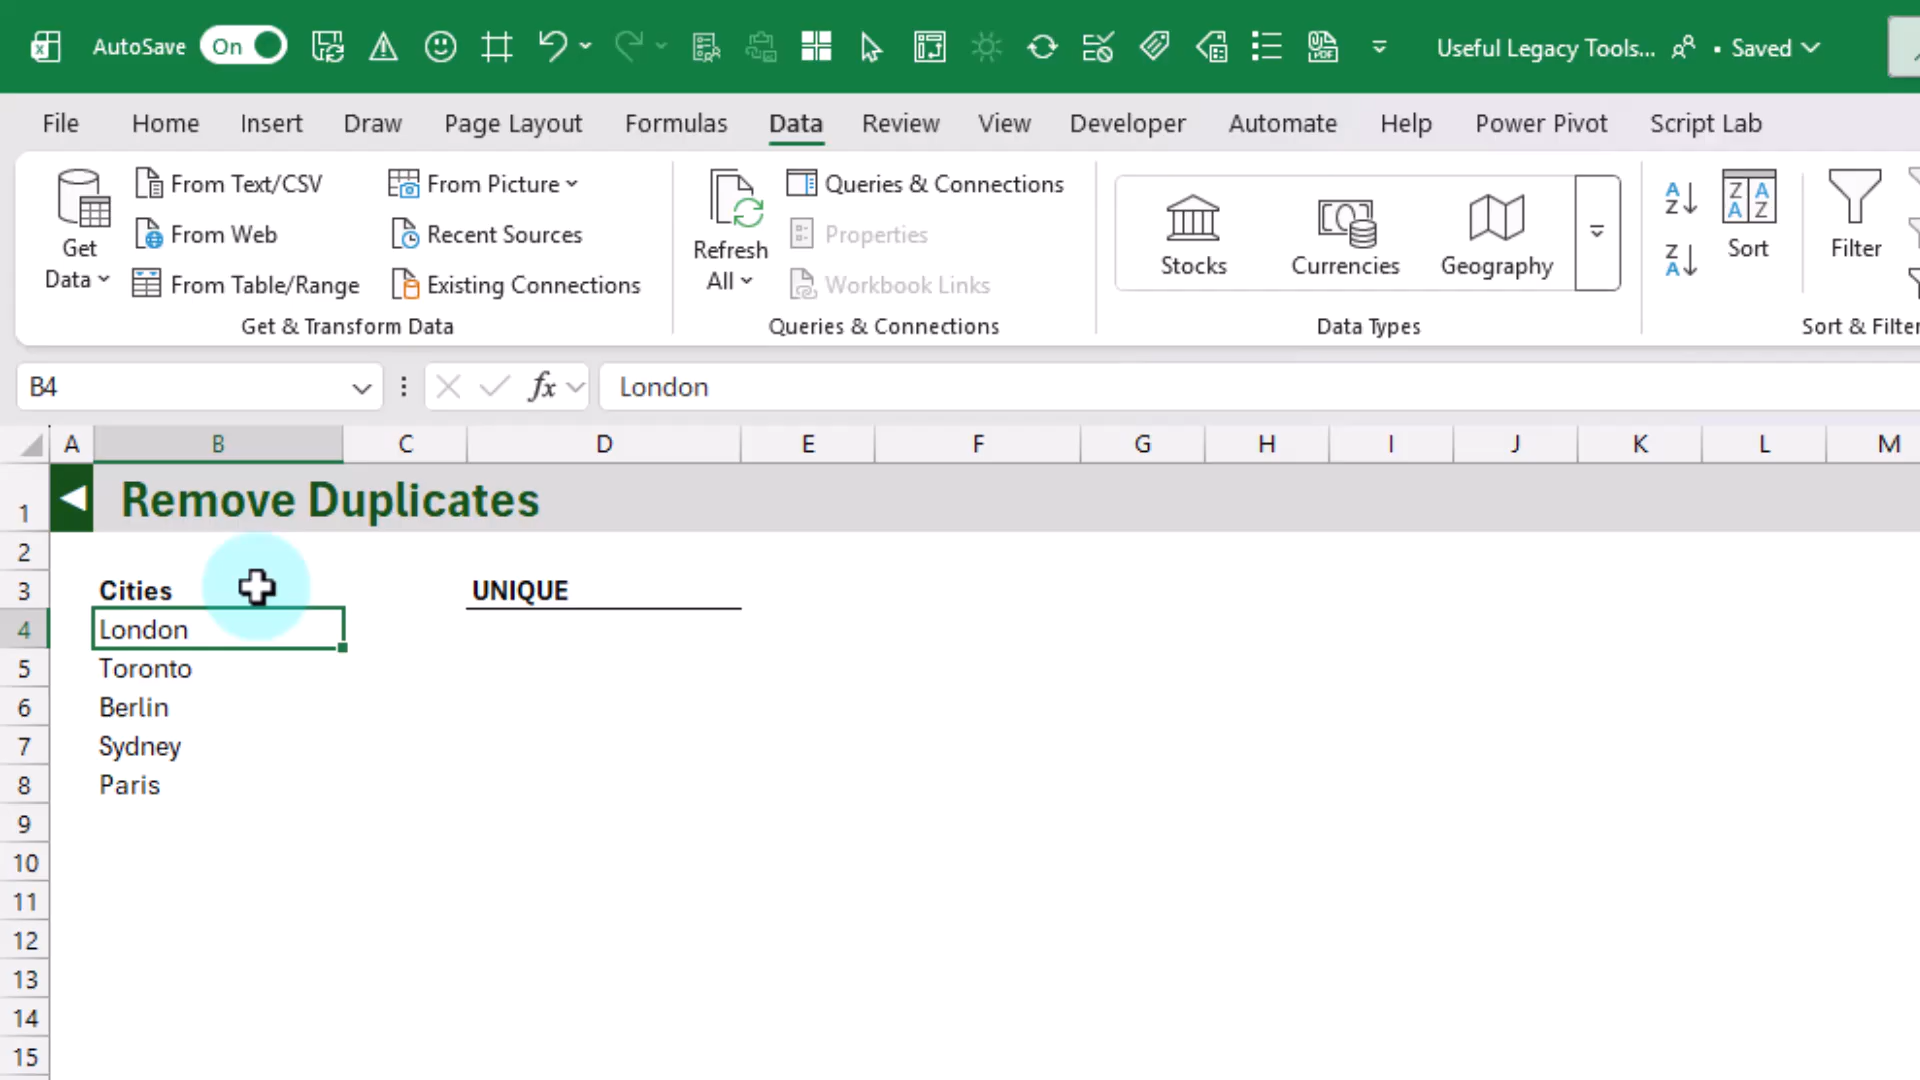 AutoSave On Useful Legacy Tools... • Saved
File Home Insert Draw Page Layout Formulas Data Review View Developer Automate Help Power Pivot Script Lab
Get Data
From Text/CSV
From Web
From Table/Range
From Picture
Recent Sources
Existing Connections
Get & Transform Data
Refresh All
Queries & Connections
Properties
Workbook Links
Queries & Connections
Stocks
Currencies
Geography
Data Types
Sort
Filter
Sort & Filter
B4 fx London
A B C D E F G H I J K L M
1 Remove Duplicates
2
3 Cities UNIQUE
4 London
5 Toronto
6 Berlin
7 Sydney
8 Paris
9
10
11
12
13
14
15